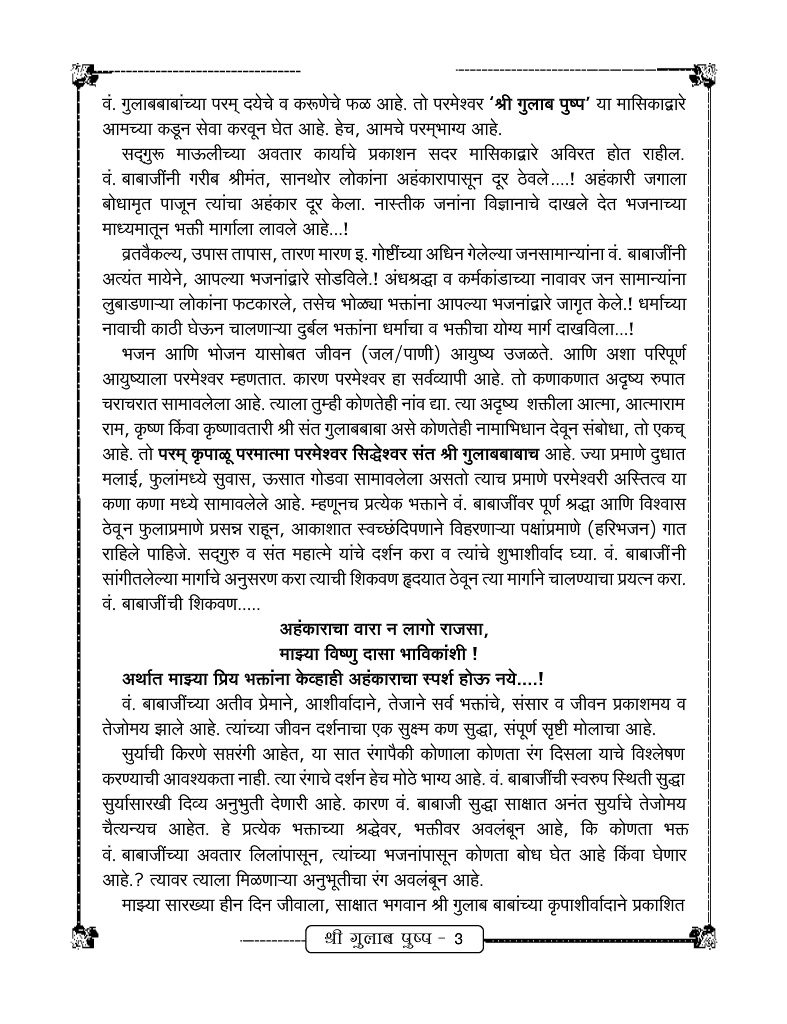 वं. गुलाबबाबांच्या परम् दयेचे व करूणेचे फळ आहे. तो परमेश्वर ‘श्री गुलाब पुष्प’ या मासिकाद्वारे
आमच्या कडून सेवा करवून घेत आहे. हेच, आमचे परम्भाग्य आहे.
सद्गुरू माऊलीच्या अवतार कार्याचे प्रकाशन सदर मासिकाद्वारे अविरत होत राहील.
वं. बाबाजींनी गरीब श्रीमंत, सानथोर लोकांना अहंकारापासून दूर ठेवले....! अहंकारी जगाला
बोधामृत पाजून त्यांचा अहंकार दूर केला. नास्तीक जनांना विज्ञानाचे दाखले देत भजनाच्या
माध्यमातून भक्ती मार्गाला लावले आहे...!
व्रतवैकल्य, उपास तापास, तारण मारण इ. गोष्टींच्या अधिन गेलेल्या जनसामान्यांना वं. बाबाजींनी
अत्यंत मायेने, आपल्या भजनांद्वारे सोडविले.! अंधश्रद्धा व कर्मकांडाच्या नावावर जन सामान्यांना
लुबाडणाऱ्या लोकांना फटकारले, तसेच भोळ्या भक्तांना आपल्या भजनांद्वारे जागृत केले.! धर्माच्या
नावाची काठी घेऊन चालणाऱ्या दुर्बल भक्तांना धर्माचा व भक्तीचा योग्य मार्ग दाखविला...!
भजन आणि भोजन यासोबत जीवन (जल/पाणी) आयुष्य उजळते. आणि अशा परिपूर्ण
आयुष्याला परमेश्वर म्हणतात. कारण परमेश्वर हा सर्वव्यापी आहे. तो कणाकणात अदृष्य रुपात
चराचरात सामावलेला आहे. त्याला तुम्ही कोणतेही नांव द्या. त्या अदृष्य शक्तीला आत्मा, आत्माराम
राम, कृष्ण किंवा कृष्णावतारी श्री संत गुलाबबाबा असे कोणतेही नामाभिधान देवून संबोधा, तो एकच्
आहे. तो परम् कृपाळू परमात्मा परमेश्वर सिद्धेश्वर संत श्री गुलाबबाबाच आहे. ज्या प्रमाणे दुधात
मलाई, फुलांमध्ये सुवास, ऊसात गोडवा सामावलेला असतो त्याच प्रमाणे परमेश्वरी अस्तित्व या
कणा कणा मध्ये सामावलेले आहे. म्हणूनच प्रत्येक भक्ताने वं. बाबाजींवर पूर्ण श्रद्धा आणि विश्वास
ठेवून फुलाप्रमाणे प्रसन्न राहून, आकाशात स्वच्छंदिपणाने विहरणाऱ्या पक्षांप्रमाणे (हरिभजन) गात
राहिले पाहिजे. सद्गुरु व संत महात्मे यांचे दर्शन करा व त्यांचे शुभाशीर्वाद घ्या. वं. बाबाजींनी
सांगीतलेल्या मार्गाचे अनुसरण करा त्याची शिकवण हृदयात ठेवून त्या मार्गाने चालण्याचा प्रयत्न करा.
वं. बाबाजींची शिकवण.....
अहंकाराचा वारा न लागो राजसा,
माझ्या विष्णु दासा भाविकांशी !
अर्थात माझ्या प्रिय भक्तांना केव्हाही अहंकाराचा स्पर्श होऊ नये....!
वं. बाबाजींच्या अतीव प्रेमाने, आशीर्वादाने, तेजाने सर्व भक्तांचे, संसार व जीवन प्रकाशमय व
तेजोमय झाले आहे. त्यांच्या जीवन दर्शनाचा एक सुक्ष्म कण सुद्धा, संपूर्ण सृष्टी मोलाचा आहे.
सुर्याची किरणे सप्तरंगी आहेत, या सात रंगापैकी कोणाला कोणता रंग दिसला याचे विश्लेषण
करण्याची आवश्यकता नाही. त्या रंगाचे दर्शन हेच मोठे भाग्य आहे. वं. बाबाजींची स्वरुप स्थिती सुद्धा
सुर्यासारखी दिव्य अनुभुती देणारी आहे. कारण वं. बाबाजी सुद्धा साक्षात अनंत सुर्याचे तेजोमय
चैत्यन्यच आहेत. हे प्रत्येक भक्ताच्या श्रद्धेवर, भक्तीवर अवलंबून आहे, कि कोणता भक्त
वं. बाबाजींच्या अवतार लिलांपासून, त्यांच्या भजनांपासून कोणता बोध घेत आहे किंवा घेणार
आहे.? त्यावर त्याला मिळणाऱ्या अनुभूतीचा रंग अवलंबून आहे.
माझ्या सारख्या हीन दिन जीवाला, साक्षात भगवान श्री गुलाब बाबांच्या कृपाशीर्वादाने प्रकाशित
श्री गुलाब पुष्प - 3